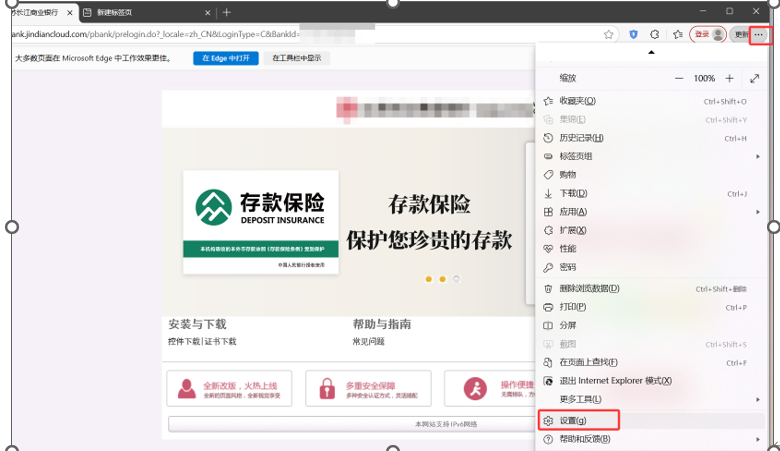 长江商业银行
新建标签页
ank.jindiancloud.com/pbank/prelogin.do?_locale=zh_CN&LoginType=C&BankId=
登录
更新
大多数页面在 Microsoft Edge 中工作效果更佳。
在 Edge 中打开
在工具栏中显示
缩放
100%
收藏夹(O)
Ctrl+Shift+O
集锦(E)
Ctrl+Shift+Y
历史记录(H)
Ctrl+H
标签页组
购物
下载(D)
Ctrl+J
应用(A)
扩展(X)
性能
密码
删除浏览数据(D)
Ctrl+Shift+删除
打印(P)
Ctrl+P
分屏
截图
Ctrl+Shift+S
在页面上查找(F)
Ctrl+F
退出 Internet Explorer 模式(X)
更多工具(L)
设置(g)
帮助和反馈(B)
存款保险
DEPOSIT INSURANCE
本机构吸收的本外币存款依照《存款保险条例》受到保护
中国人民银行授权使用
存款保险
保护您珍贵的存款
安装与下载
控件下载|证书下载
帮助与指南
常见问题
全新改版，火热上线
全新的页面风格，全新视觉享受
多重安全保障
多种安全认证方式，灵活搭配
操作便捷
无需排队，
本网站支持 IPv6网络